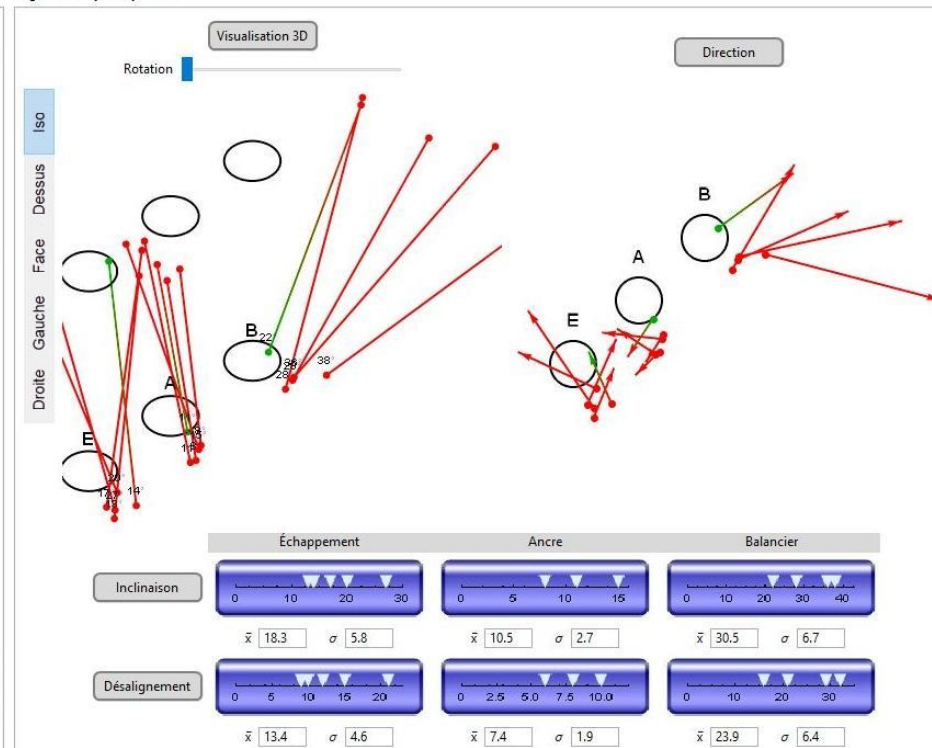 Visualisation 3D
Direction
Rotation
Iso
Dessus
Face
Gauche
Droite
B
22°
38°
28
A
E
14°
B
A
E
Échappement Ancre Balancier
Inclinaison
0 10 20 30
0 5 10 15
0 10 20 30 40
x̄ 18.3 σ 5.8
x̄ 10.5 σ 2.7
x̄ 30.5 σ 6.7
Désalignement
0 5 10 15 20
0 2.5 5.0 7.5 10.0
0 10 20 30
x̄ 13.4 σ 4.6
x̄ 7.4 σ 1.9
x̄ 23.9 σ 6.4